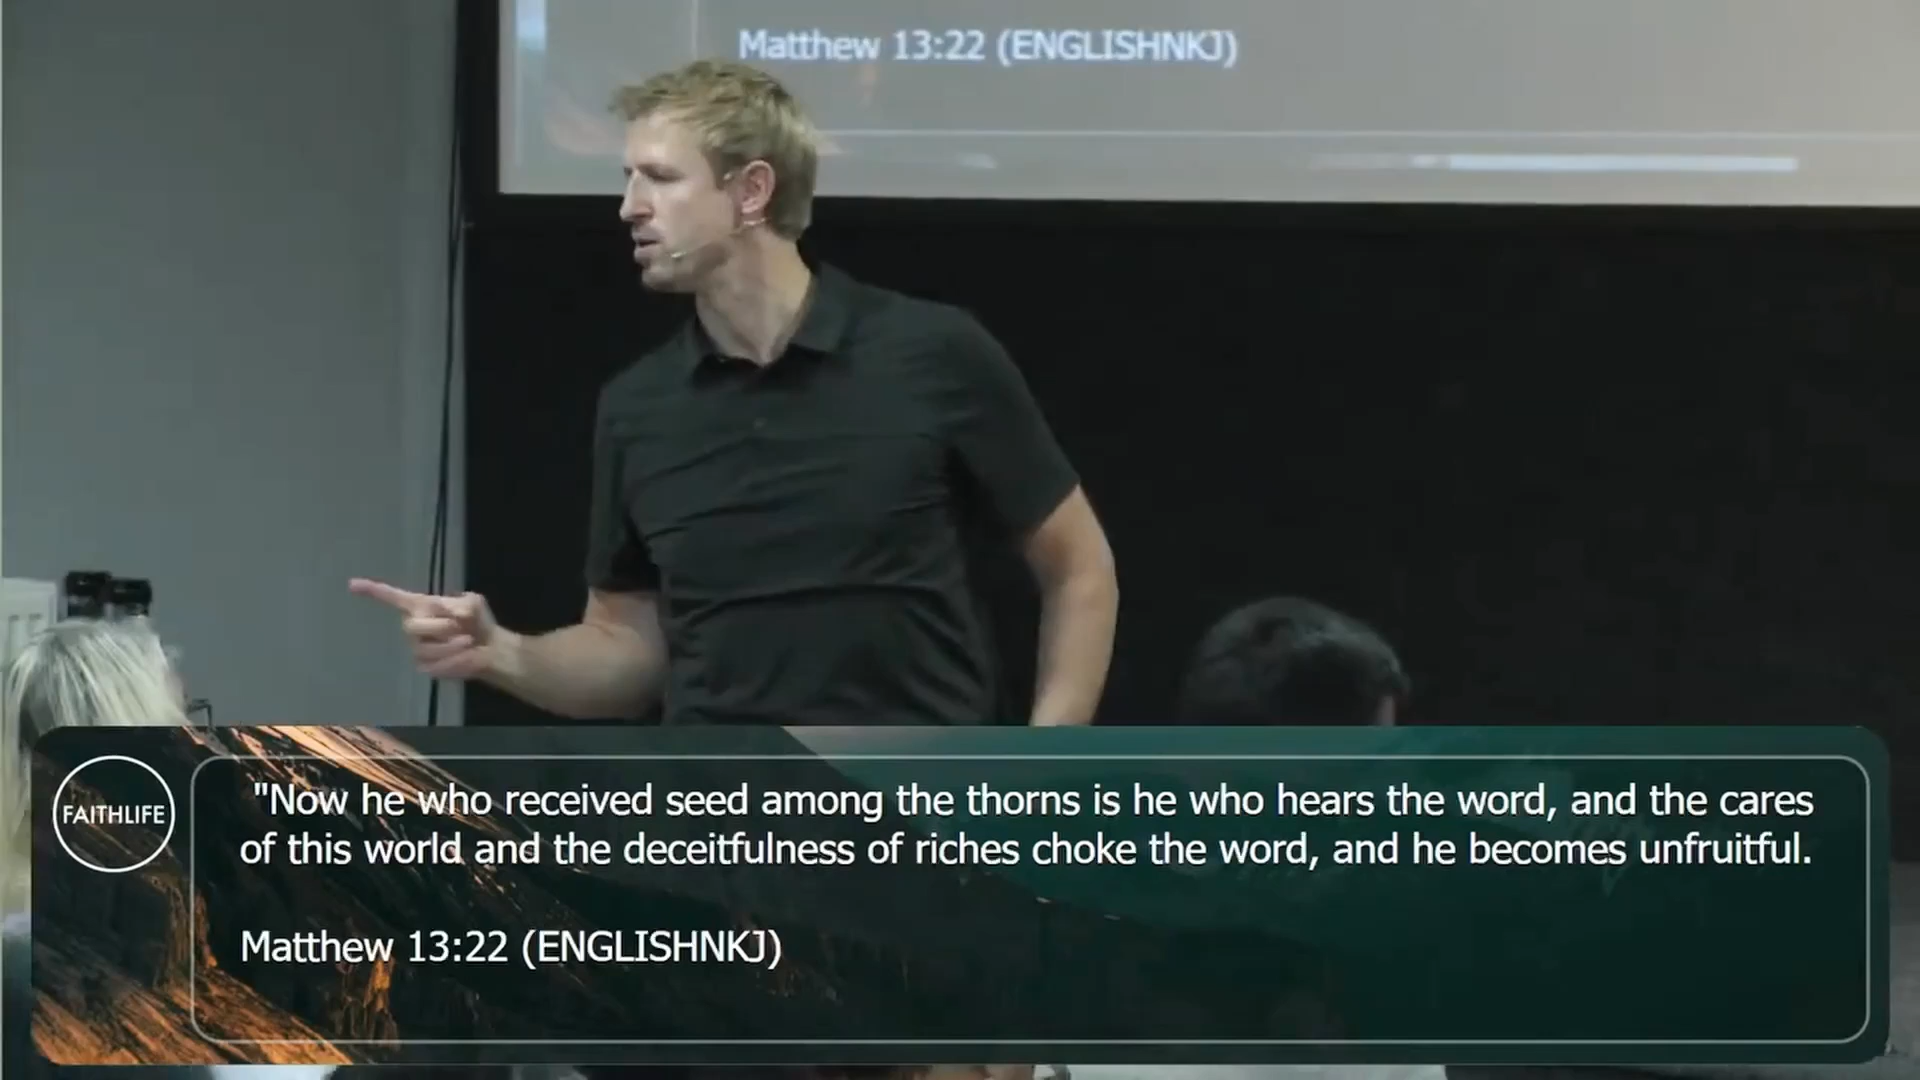 Matthew 13:22 (ENGLISHNKJ)
FAITHLIFE
"Now he who received seed among the thorns is he who hears the word, and the cares
of this world and the deceitfulness of riches choke the word, and he becomes unfruitful.
Matthew 13:22 (ENGLISHNKJ)